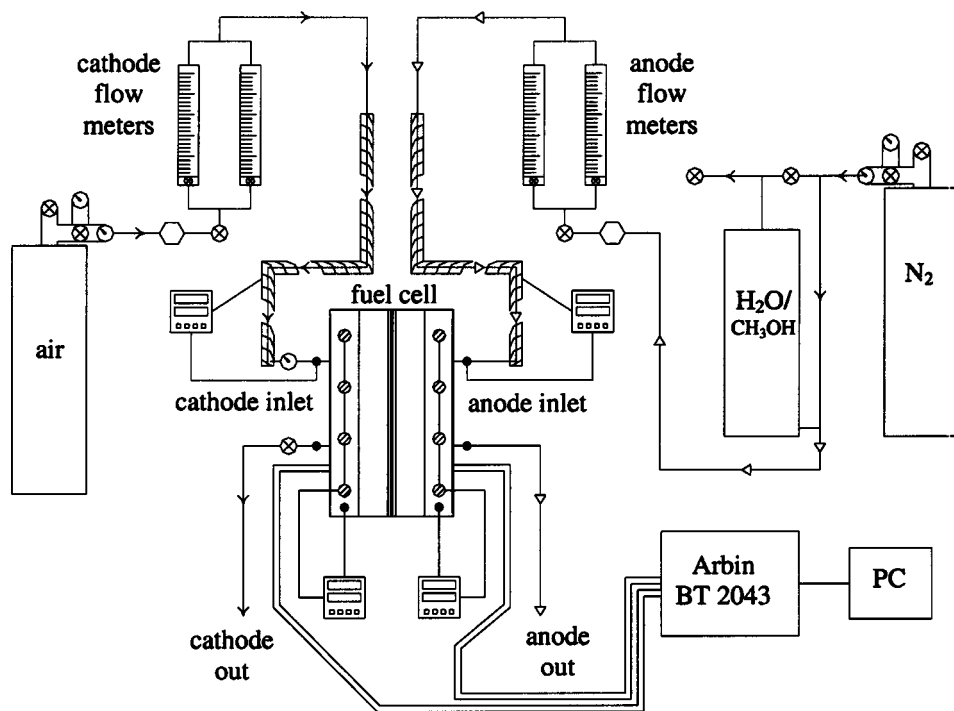 cathode
flow
meters
anode
flow
meters
air
fuel cell
H₂O/
CH₃OH
N₂
cathode inlet
anode inlet
cathode
out
anode
out
Arbin
BT 2043
PC